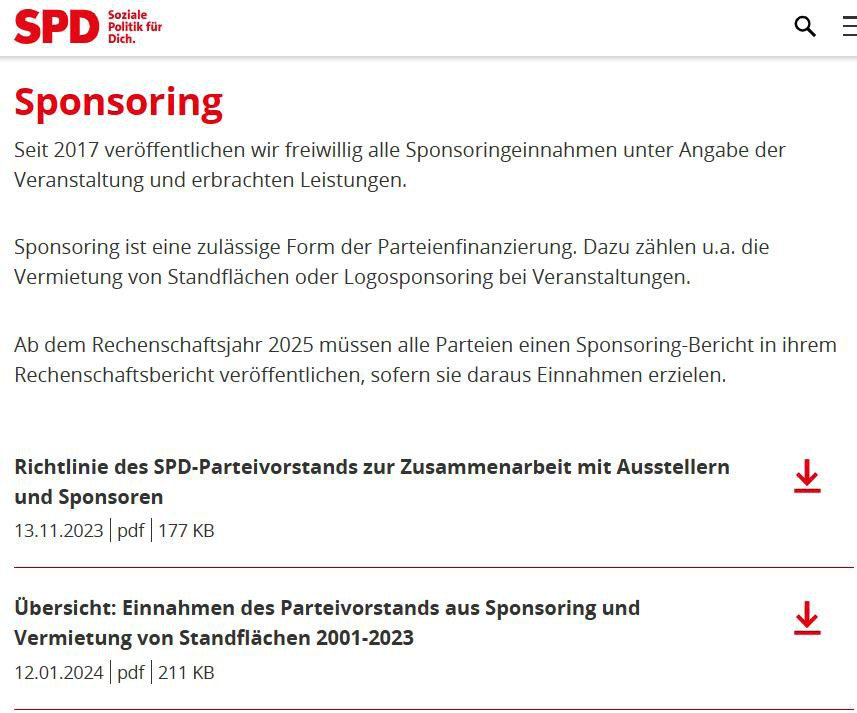 SPD
Soziale
Politik für
Dich.
Sponsoring
Seit 2017 veröffentlichen wir freiwillig alle Sponsoringeinnahmen unter Angabe der
Veranstaltung und erbrachten Leistungen.
Sponsoring ist eine zulässige Form der Parteienfinanzierung. Dazu zählen u.a. die
Vermietung von Standflächen oder Logosponsoring bei Veranstaltungen.
Ab dem Rechenschaftsjahr 2025 müssen alle Parteien einen Sponsoring-Bericht in ihrem
Rechenschaftsbericht veröffentlichen, sofern sie daraus Einnahmen erzielen.
Richtlinie des SPD-Parteivorstands zur Zusammenarbeit mit Ausstellern
und Sponsoren
13.11.2023 | pdf | 177 KB
Übersicht: Einnahmen des Parteivorstands aus Sponsoring und
Vermietung von Standflächen 2001-2023
12.01.2024 | pdf | 211 KB